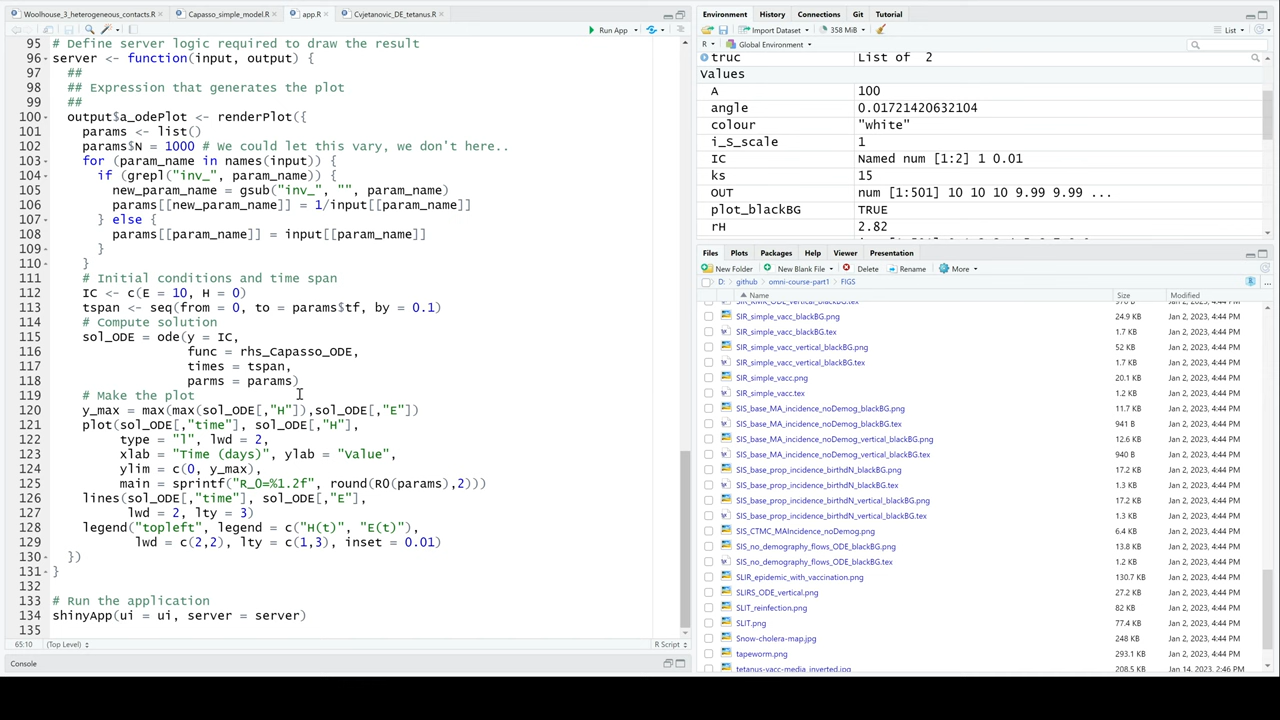 Woolhouse_3_heterogeneous_contacts.R
Capasso_simple_model.R
app.R
Cvjetanovic_DE_tetanus.R
Run App
95 # Define server logic required to draw the result
96 server <- function(input, output) {
97 ##
98 ## Expression that generates the plot
99 ##
100 output$a_odePlot <- renderPlot({
101 params <- list()
102 params$N = 1000 # We could let this vary, we don't here..
103 for (param_name in names(input)) {
104 if (grepl("inv_", param_name)) {
105 new_param_name = gsub("inv_", "", param_name)
106 params[[new_param_name]] = 1/input[[param_name]]
107 } else {
108 params[[param_name]] = input[[param_name]]
109 }
110 }
111 # Initial conditions and time span
112 IC <- c(E = 10, H = 0)
113 tspan <- seq(from = 0, to = params$tf, by = 0.1)
114 # Compute solution
115 sol_ODE = ode(y = IC,
116 func = rhs_Capasso_ODE,
117 times = tspan,
118 parms = params)
119 # Make the plot
120 y_max = max(max(sol_ODE[,"H"]),sol_ODE[,"E"])
121 plot(sol_ODE[,"time"], sol_ODE[,"H"],
122 type = "l", lwd = 2,
123 xlab = "Time (days)", ylab = "Value",
124 ylim = c(0, y_max),
125 main = sprintf("R_0=%1.2f", round(R0(params),2)))
126 lines(sol_ODE[,"time"], sol_ODE[,"E"],
127 lwd = 2, lty = 3)
128 legend("topleft", legend = c("H(t)", "E(t)"),
129 lwd = c(2,2), lty = c(1,3), inset = 0.01)
130 })
131 }
132
133 # Run the application
134 shinyApp(ui = ui, server = server)
135
65:10 (Top Level) R Script
Console
Environment History Connections Git Tutorial
Import Dataset 358 MiB List
R Global Environment
truc List of 2
Values
A 100
angle 0.01721420632104
colour "white"
i_S_scale 1
IC Named num [1:2] 1 0.01
ks 15
OUT num [1:501] 10 10 10 9.99 9.99 ...
plot_blackBG TRUE
rH 2.82
Files Plots Packages Help Viewer Presentation
New Folder New Blank File Delete Rename More
D: github omni-course-part1 FIGS
Name Size Modified
SIR_simple_vacc_blackBG.png 24.9 KB Jan 2, 2023, 4:44 PM
SIR_simple_vacc_blackBG.tex 1.7 KB Jan 2, 2023, 4:44 PM
SIR_simple_vacc_vertical_blackBG.png 52 KB Jan 2, 2023, 4:44 PM
SIR_simple_vacc_vertical_blackBG.tex 1.7 KB Jan 2, 2023, 4:44 PM
SIR_simple_vacc.png 20.1 KB Jan 2, 2023, 4:44 PM
SIR_simple_vacc.tex 1.7 KB Jan 2, 2023, 4:44 PM
SIS_base_MA_incidence_noDemog_blackBG.png 11.7 KB Jan 2, 2023, 4:44 PM
SIS_base_MA_incidence_noDemog_blackBG.tex 941 B Jan 2, 2023, 4:44 PM
SIS_base_MA_incidence_noDemog_vertical_blackBG.png 12.6 KB Jan 2, 2023, 4:44 PM
SIS_base_MA_incidence_noDemog_vertical_blackBG.tex 940 B Jan 2, 2023, 4:44 PM
SIS_base_prop_incidence_birthdN_blackBG.png 17.2 KB Jan 2, 2023, 4:44 PM
SIS_base_prop_incidence_birthdN_blackBG.tex 1.3 KB Jan 2, 2023, 4:44 PM
SIS_base_prop_incidence_birthdN_vertical_blackBG.png 17.2 KB Jan 2, 2023, 4:44 PM
SIS_base_prop_incidence_birthdN_vertical_blackBG.tex 1.3 KB Jan 2, 2023, 4:44 PM
SIS_CTMC_MAIncidence_noDemog.png 6.4 KB Jan 2, 2023, 4:44 PM
SIS_no_demography_flows_ODE_blackBG.png 13.8 KB Jan 2, 2023, 4:44 PM
SIS_no_demography_flows_ODE_blackBG.tex 1.2 KB Jan 2, 2023, 4:44 PM
SLIR_epidemic_with_vaccination.png 130.7 KB Jan 2, 2023, 4:44 PM
SLIRS_ODE_vertical.png 27.2 KB Jan 2, 2023, 4:44 PM
SLIT_reinfection.png 82 KB Jan 2, 2023, 4:44 PM
SLIT.png 77.4 KB Jan 2, 2023, 4:44 PM
Snow-cholera-map.jpg 248 KB Jan 2, 2023, 4:44 PM
tapeworm.png 293.1 KB Jan 2, 2023, 4:44 PM
tetanus-vacc-media_inverted.jpg 208.5 KB Jan 14, 2023, 2:46 PM